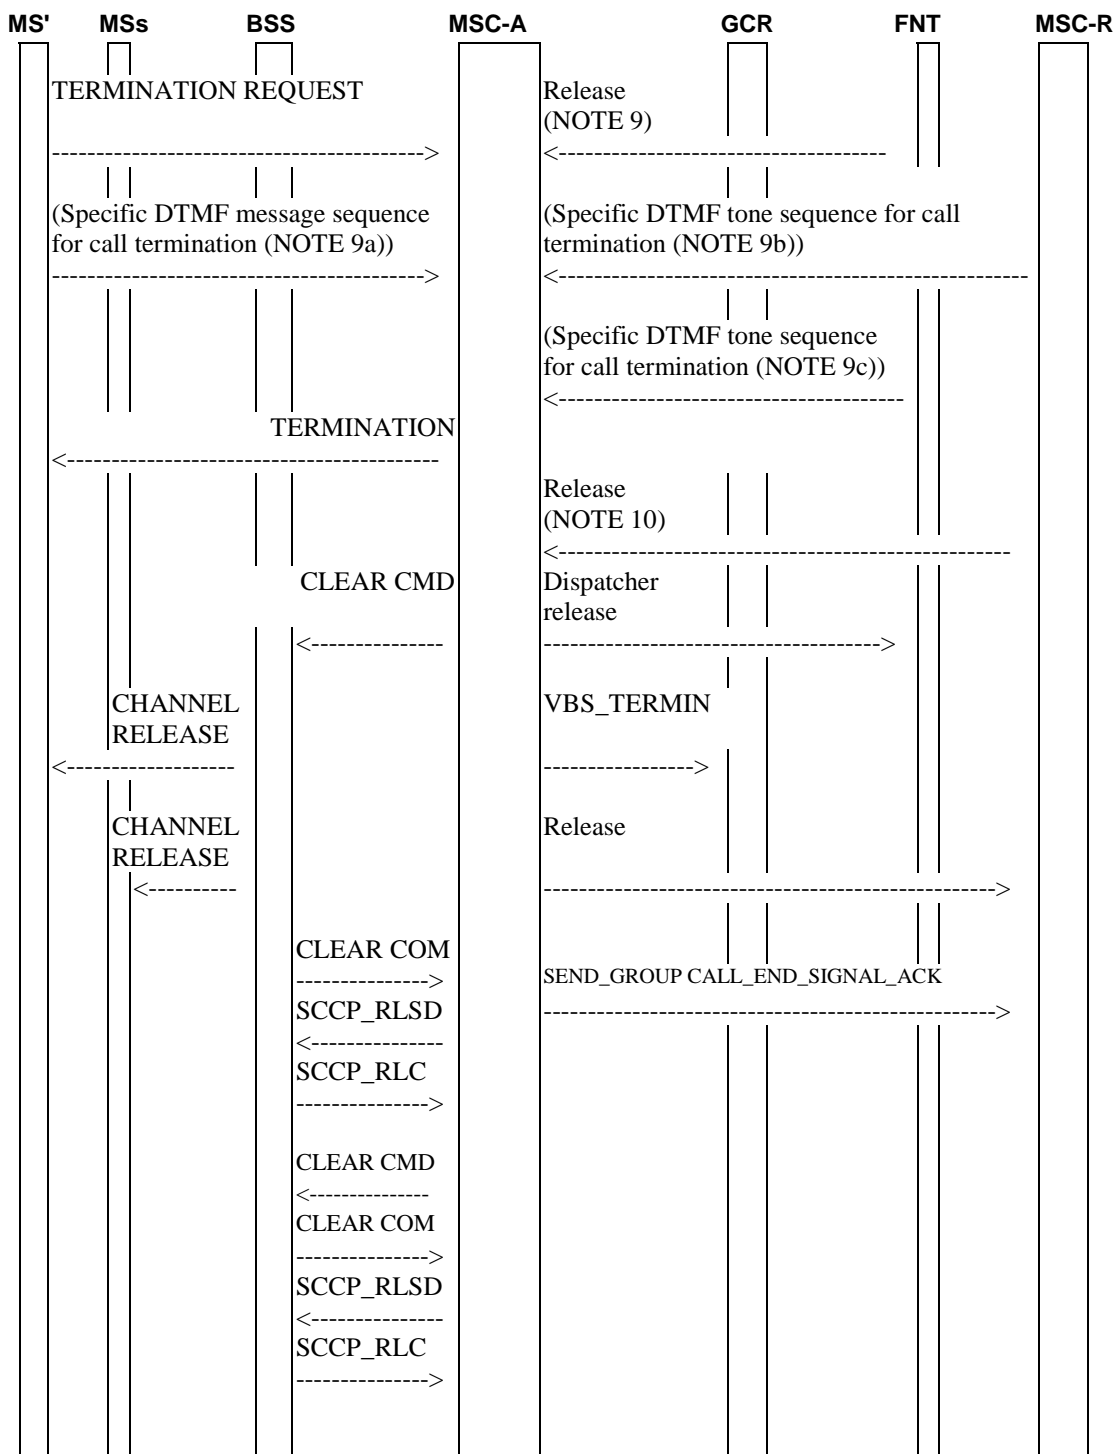 MS' MSs BSS MSC-A GCR FNT MSC-R
TERMINATION REQUEST
Release
(NOTE 9)
(Specific DTMF message sequence
for call termination (NOTE 9a))
(Specific DTMF tone sequence for call
termination (NOTE 9b))
(Specific DTMF tone sequence
for call termination (NOTE 9c))
TERMINATION
Release
(NOTE 10)
CLEAR CMD
Dispatcher
release
CHANNEL
RELEASE
VBS_TERMIN
CHANNEL
RELEASE
Release
CLEAR COM
SEND_GROUP CALL_END_SIGNAL_ACK
SCCP_RLSD
SCCP_RLC
CLEAR CMD
CLEAR COM
SCCP_RLSD
SCCP_RLC